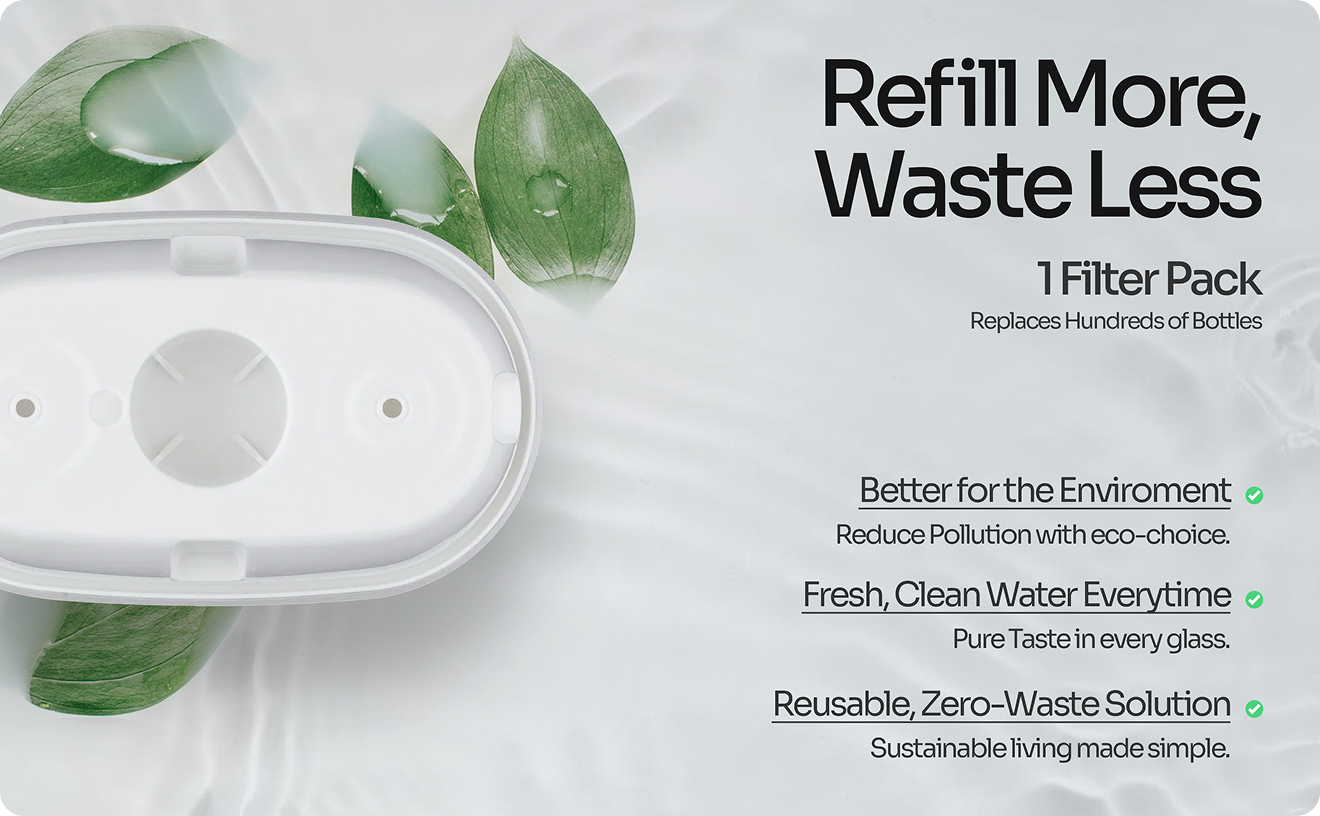 Refill More,
Waste Less
1 Filter Pack
Replaces Hundreds of Bottles
Better for the Enviroment
Reduce Pollution with eco-choice.
Fresh, Clean Water Everytime
Pure Taste in every glass.
Reusable, Zero-Waste Solution
Sustainable living made simple.